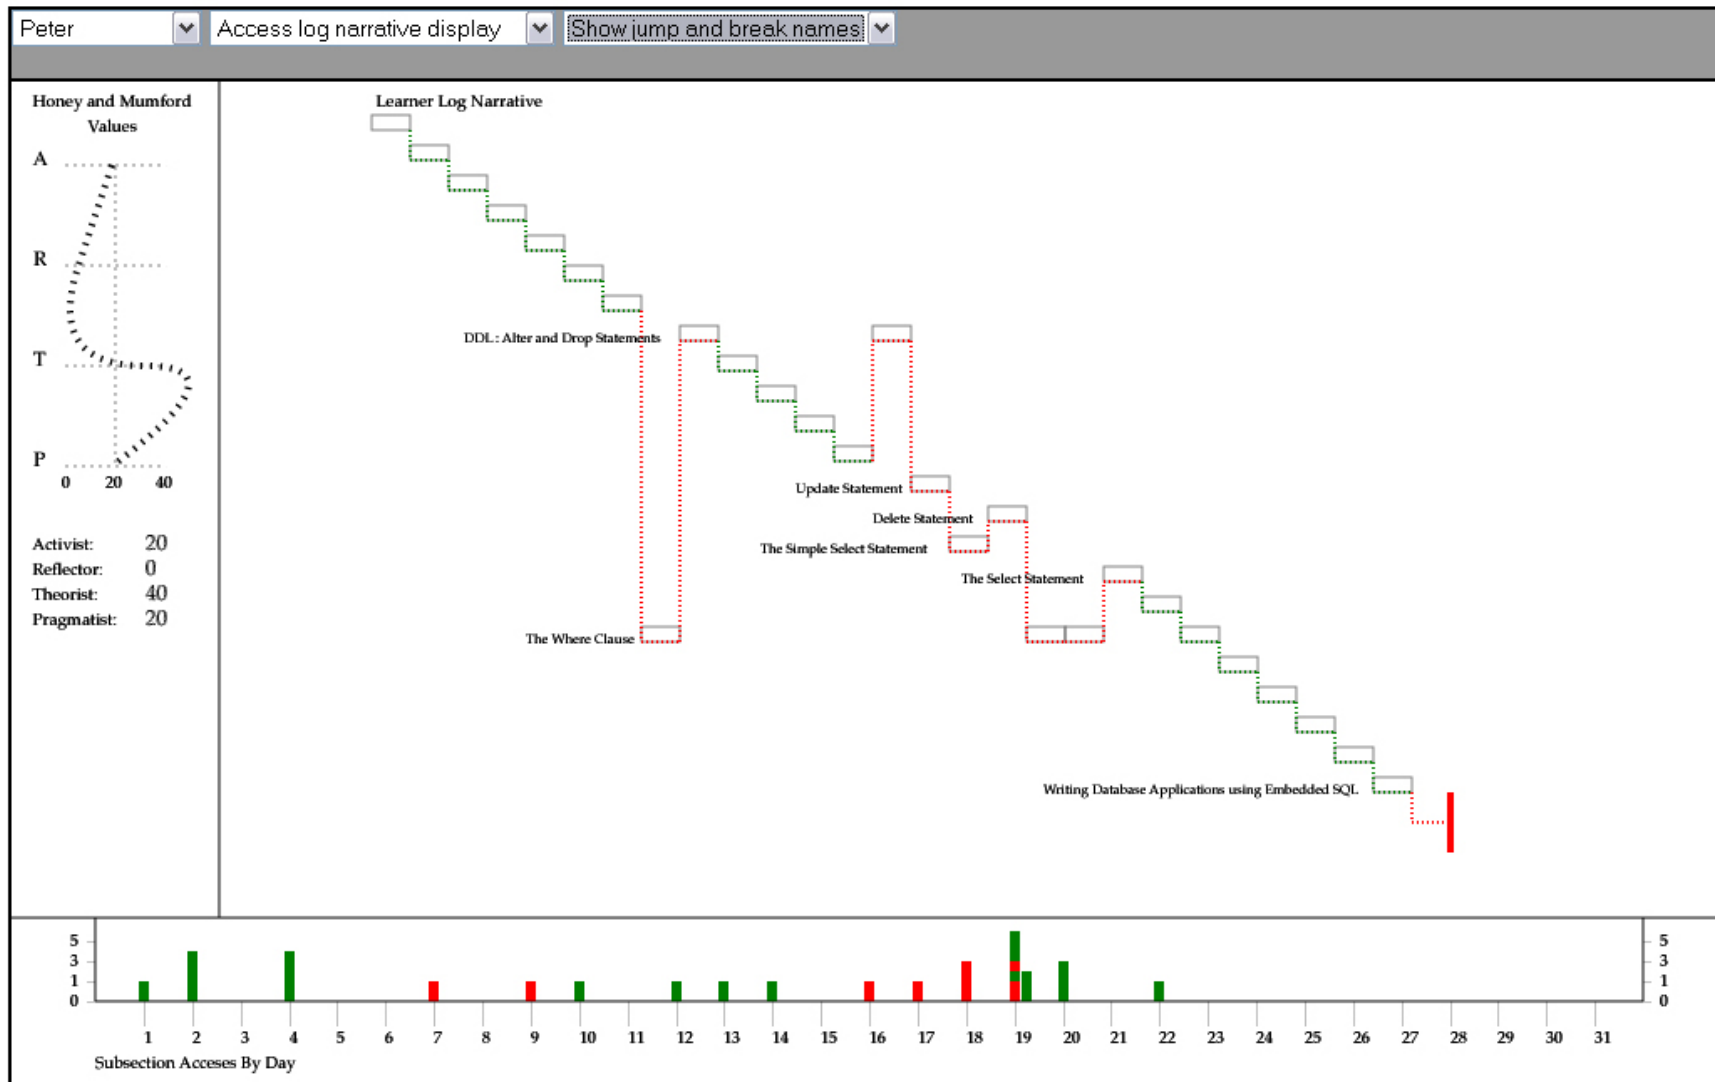 Peter
Access log narrative display
Show jump and break names
Honey and Mumford
Values
A
R
T
P
0 20 40
Activist: 20
Reflector: 0
Theorist: 40
Pragmatist: 20
Learner Log Narrative
DDL : Alter and Drop Statements
Update Statement
Delete Statement
The Simple Select Statement
The Select Statement
The Where Clause
Writing Database Applications using Embedded SQL
5
3
1
0
5
3
1
0
1 2 3 4 5 6 7 8 9 10 11 12 13 14 15 16 17 18 19 20 21 22 23 24 25 26 27 28 29 30 31
Subsection Acceses By Day